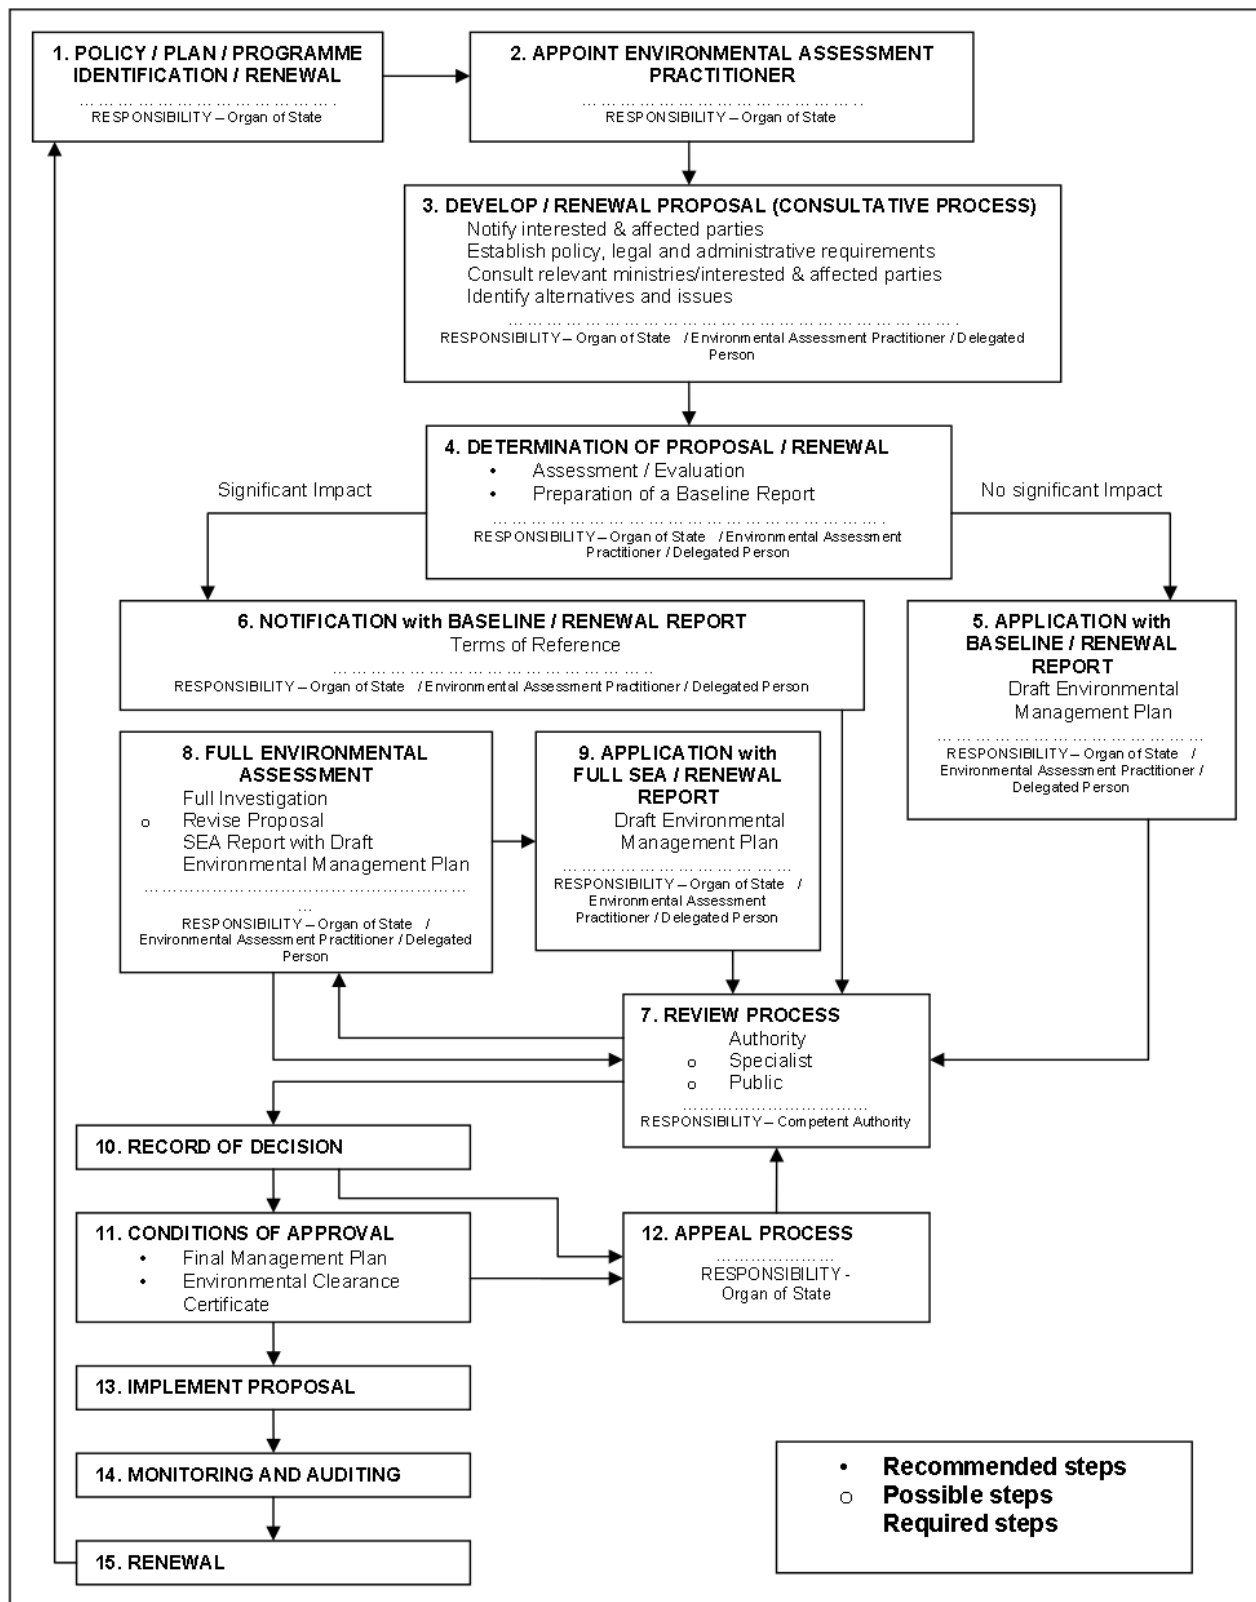 1. POLICY / PLAN / PROGRAMME
IDENTIFICATION / RENEWAL
……………………………………….
RESPONSIBILITY – Organ of State
2. APPOINT ENVIRONMENTAL ASSESSMENT
PRACTITIONER
…………………………………………..
RESPONSIBILITY – Organ of State
3. DEVELOP / RENEWAL PROPOSAL (CONSULTATIVE PROCESS)
Notify interested & affected parties
Establish policy, legal and administrative requirements
Consult relevant ministries/interested & affected parties
Identify alternatives and issues
…………………………………………………………………….
RESPONSIBILITY – Organ of State / Environmental Assessment Practitioner / Delegated
Person
4. DETERMINATION OF PROPOSAL / RENEWAL
• Assessment / Evaluation
• Preparation of a Baseline Report
…………………………………………………………….
RESPONSIBILITY – Organ of State / Environmental Assessment
Practitioner / Delegated Person
Significant Impact
No significant Impact
6. NOTIFICATION with BASELINE / RENEWAL REPORT
Terms of Reference
………………………………………………..
RESPONSIBILITY – Organ of State / Environmental Assessment Practitioner / Delegated Person
5. APPLICATION with
BASELINE / RENEWAL
REPORT
Draft Environmental
Management Plan
…………………………………………
RESPONSIBILITY – Organ of State /
Environmental Assessment Practitioner /
Delegated Person
8. FULL ENVIRONMENTAL
ASSESSMENT
Full Investigation
o Revise Proposal
SEA Report with Draft
Environmental Management Plan
…………………………………………………
…
RESPONSIBILITY – Organ of State /
Environmental Assessment Practitioner / Delegated
Person
9. APPLICATION with
FULL SEA / RENEWAL
REPORT
Draft Environmental
Management Plan
…………………………………
RESPONSIBILITY – Organ of State /
Environmental Assessment
Practitioner / Delegated Person
7. REVIEW PROCESS
Authority
o Specialist
o Public
……………………………
RESPONSIBILITY – Competent Authority
10. RECORD OF DECISION
11. CONDITIONS OF APPROVAL
• Final Management Plan
• Environmental Clearance
Certificate
12. APPEAL PROCESS
…………………
RESPONSIBILITY -
Organ of State
13. IMPLEMENT PROPOSAL
14. MONITORING AND AUDITING
15. RENEWAL
• Recommended steps
o Possible steps
Required steps